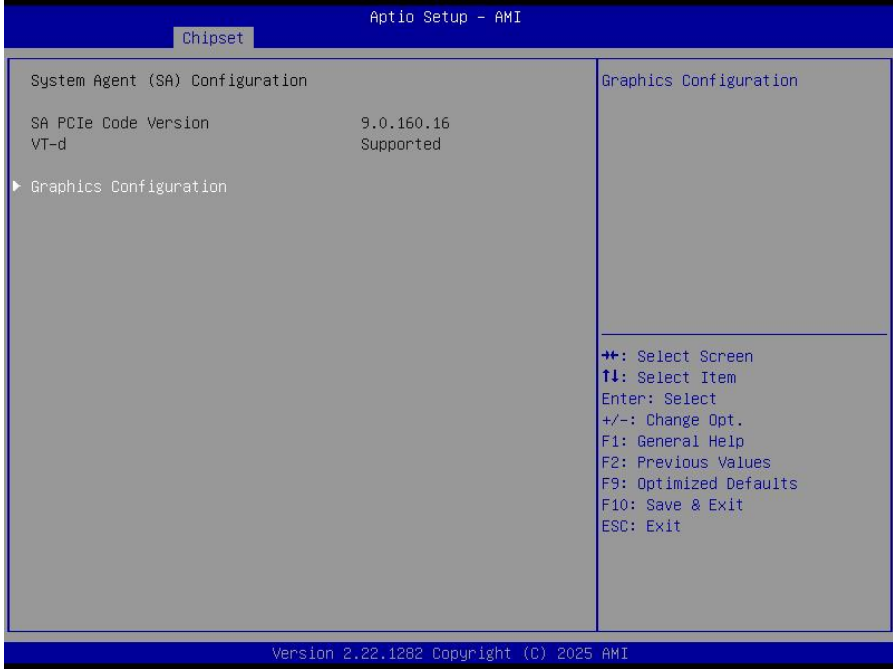 Aptio Setup – AMI
Chipset
System Agent (SA) Configuration
SA PCIe Code Version 9.0.160.16
VT-d Supported
Graphics Configuration
Graphics Configuration
→←: Select Screen
↑↓: Select Item
Enter: Select
+/-: Change Opt.
F1: General Help
F2: Previous Values
F9: Optimized Defaults
F10: Save & Exit
ESC: Exit
Version 2.22.1282 Copyright (C) 2025 AMI